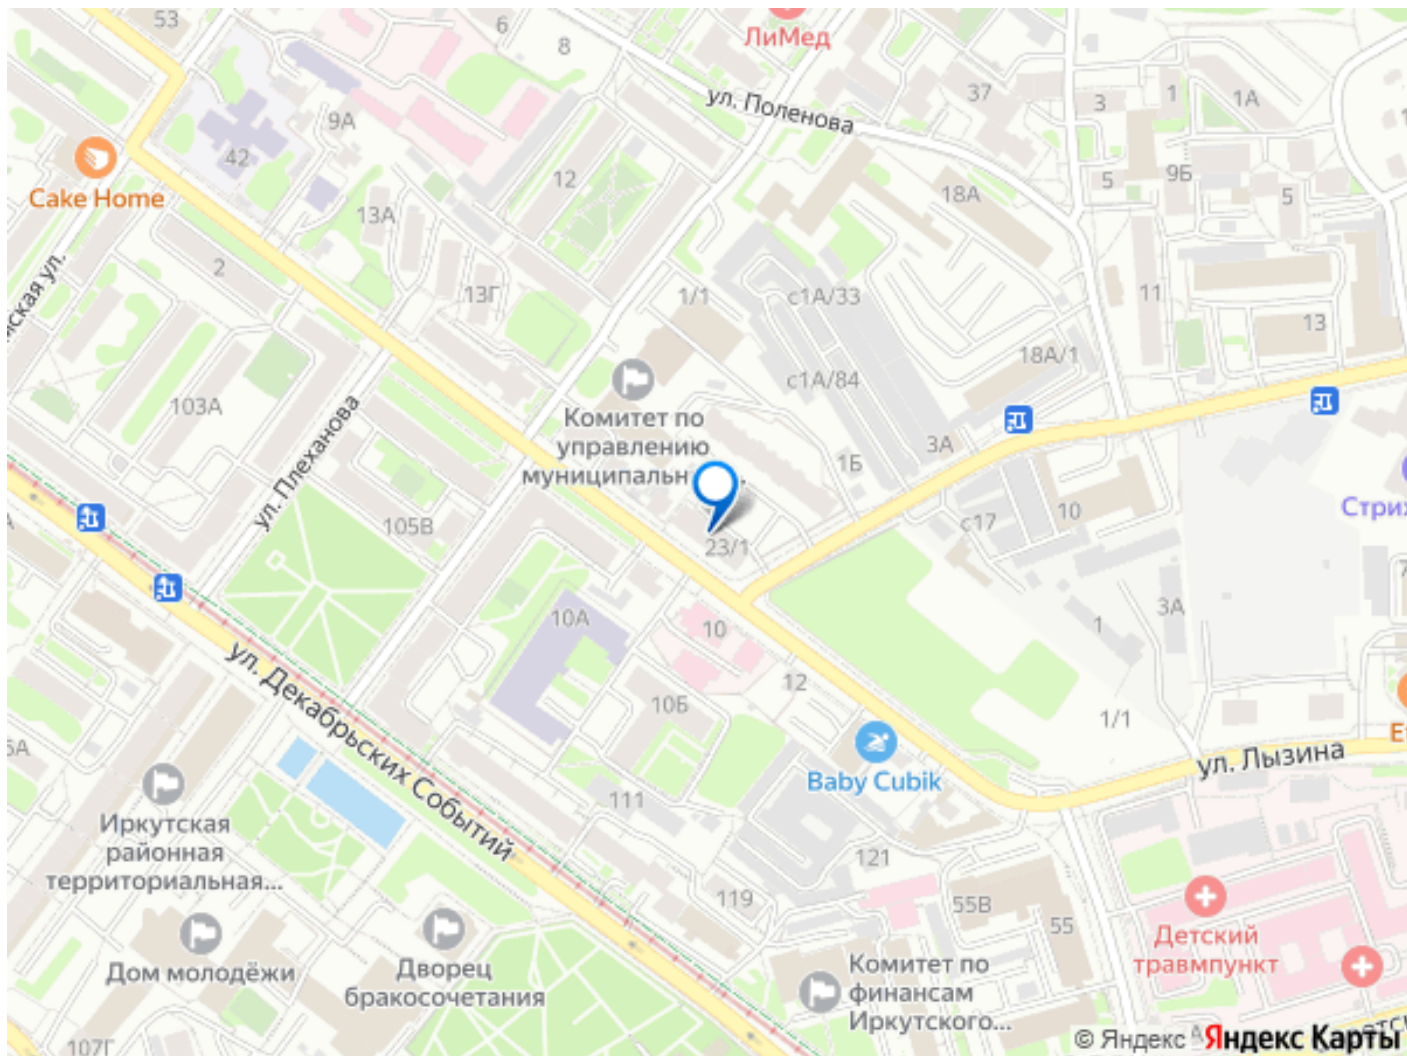 53
6
8
ЛиМед
37
3
1
1А
ул. Поленова
9А
42
Cake Home
12
13А
18А
5
9Б
5
2
13Г
1/1
с1А/33
11
13
18А/1
103А
с1А/84
Комитет по
управлению
муниципальн
3А
1Б
ул. Плеханова
105В
23/1
с17
10
Стриж
10А
10
3А
1
12
10Б
1/1
ул. Декабрьских Событий
Baby Cubik
ул. Лызина
111
Иркутская
районная
территориальная...
121
119
55В
55
Детский
травмпункт
Дом молодёжи
Дворец
бракосочетания
Комитет по
финансам
Иркутского...
107Г
© Яндекс Яндекс Карты